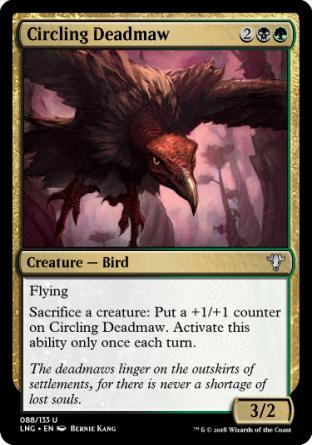 Circling Deadmaw 2
Creature — Bird
Flying
Sacrifice a creature: Put a +1/+1 counter
on Circling Deadmaw. Activate this
ability only once each turn.
The deadmaws linger on the outskirts of
settlements, for there is never a shortage of
lost souls.
3/2
088/133 U
LNG • EN Bernie Kang
™ & © 2018 Wizards of the Coast